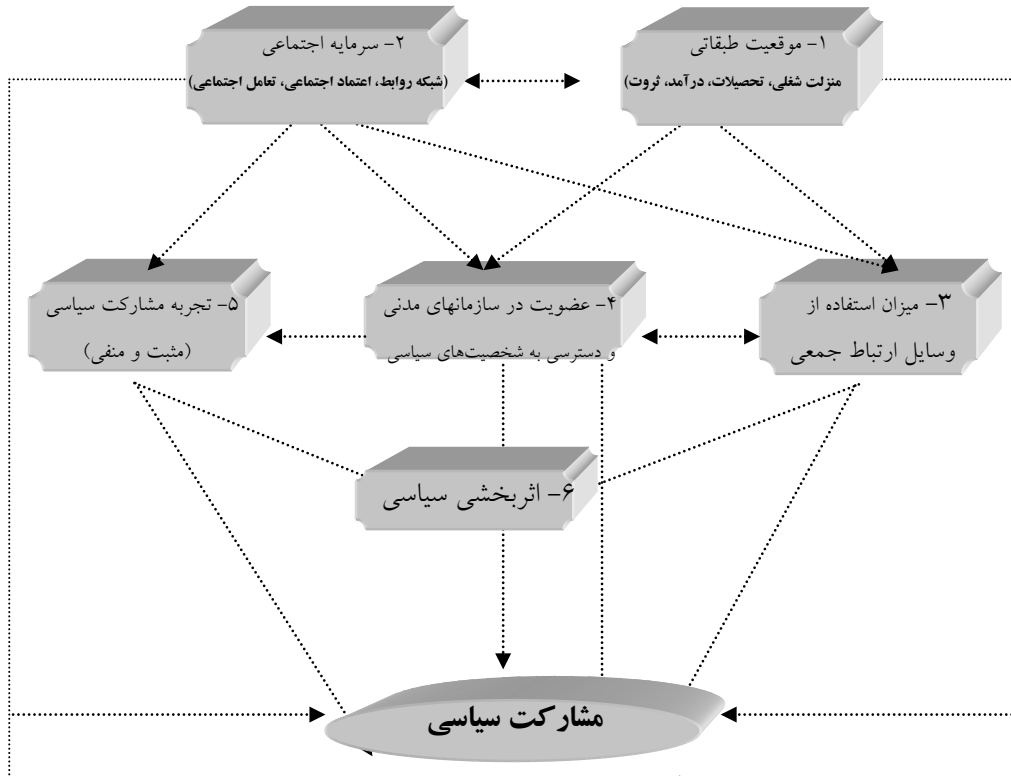 ۱- موقعیت طبقاتی
(منزلت شغلی، تحصیلات، درآمد، ثروت)
۲- سرمایه اجتماعی
(شبکه روابط، اعتماد اجتماعی، تعامل اجتماعی)
۳- میزان استفاده از
وسایل ارتباط جمعی
۴- عضویت در سازمانهای مدنی
و دسترسی به شخصیت‌های سیاسی
۵- تجربه مشارکت سیاسی
(مثبت و منفی)
۶- اثربخشی سیاسی
مشارکت سیاسی